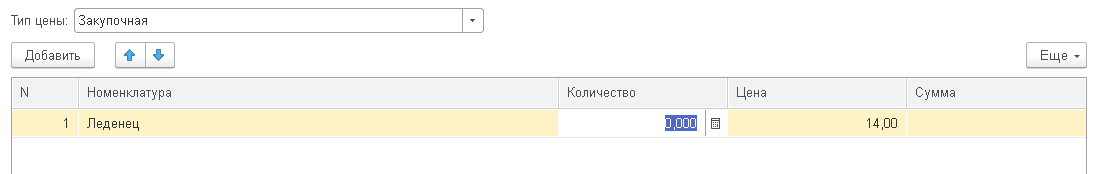 Тип цены: Закупочная
Добавить Еще
N Номенклатура Количество Цена Сумма
1 Леденец 0,000 14,00